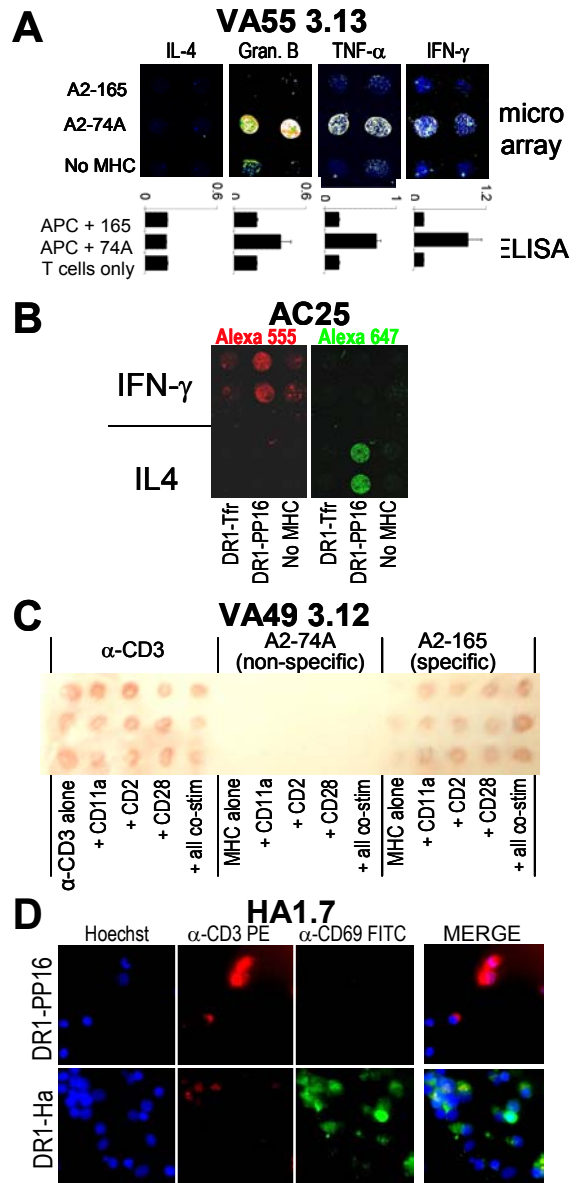 A
VA55 3.13
IL-4 Gran. B TNF-α IFN-γ
A2-165
A2-74A
No MHC
micro
array
0 0.6 0 0.6 0 1 0 1.2
APC + 165
APC + 74A
T cells only
ELISA
B
AC25
Alexa 555 Alexa 647
IFN-γ
IL4
DR1-Tfr DR1-PP16 No MHC DR1-Tfr DR1-PP16 No MHC
C
VA49 3.12
α-CD3
A2-74A
(non-specific)
A2-165
(specific)
α-CD3 alone
+ CD11a
+ CD2
+ CD28
+ all co-stim
MHC alone
+ CD11a
+ CD2
+ CD28
+ all co-stim
MHC alone
+ CD11a
+ CD2
+ CD28
+ all co-stim
D
HA1.7
Hoechst α-CD3 PE α-CD69 FITC MERGE
DR1-PP16
DR1-Ha